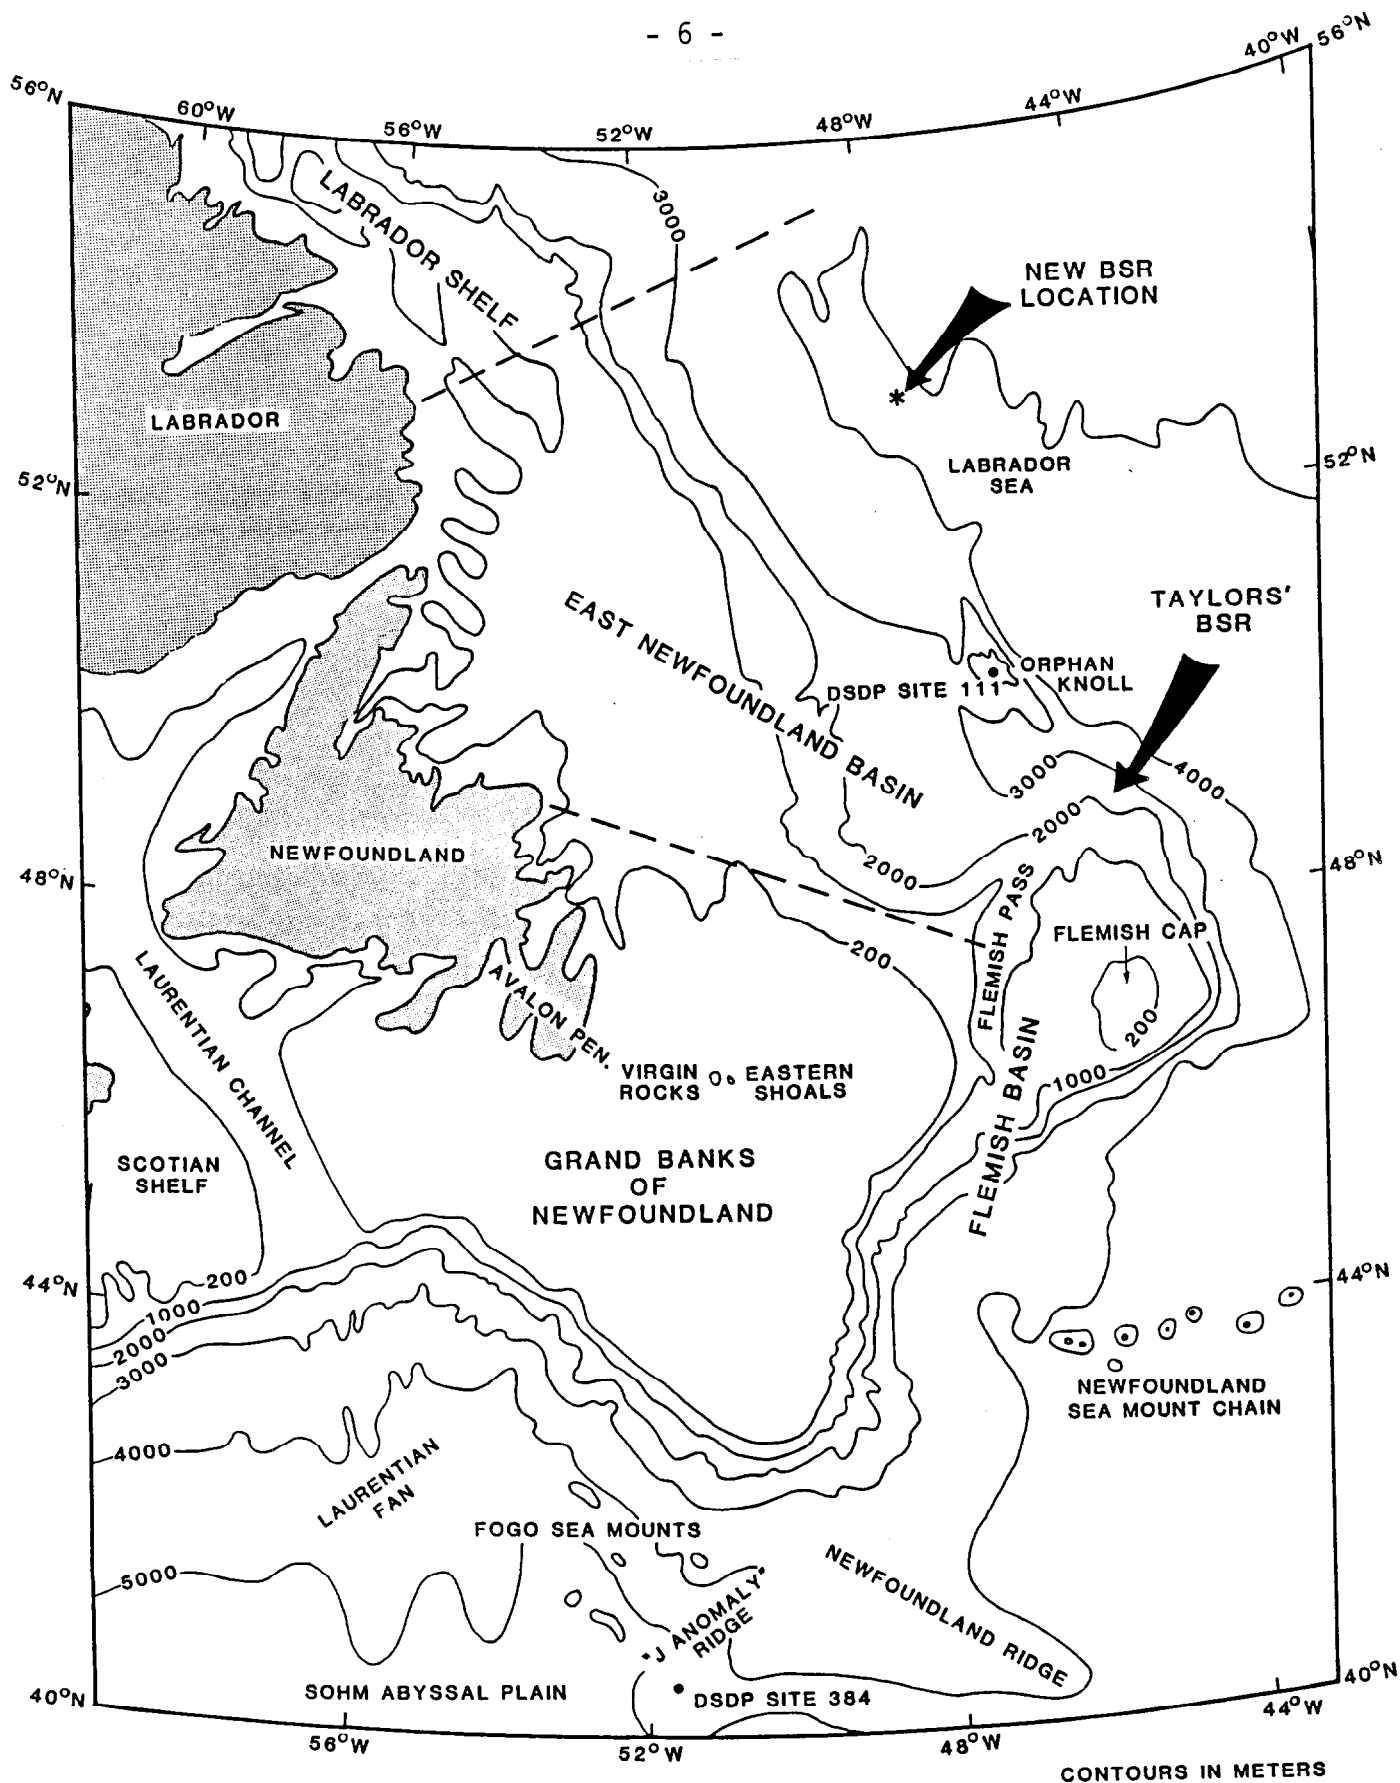 - 6 -
40°W
56°N
56°N
60°W
56°W
52°W
48°W
44°W
LABRADOR SHELF
3000
NEW BSR
LOCATION
LABRADOR
LABRADOR
SEA
52°N
52°N
TAYLORS'
BSR
EAST NEWFOUNDLAND BASIN
ORPHAN
KNOLL
DSDP SITE 111
3000
4000
2000
2000
NEWFOUNDLAND
48°N
48°N
FLEMISH PASS
FLEMISH CAP
200
200
LAURENTIAN CHANNEL
AVALON PEN.
VIRGIN
ROCKS
EASTERN
SHOALS
1000
FLEMISH BASIN
SCOTIAN
SHELF
GRAND BANKS
OF
NEWFOUNDLAND
44°N
44°N
200
1000
2000
3000
NEWFOUNDLAND
SEA MOUNT CHAIN
4000
LAURENTIAN
FAN
FOGO SEA MOUNTS
5000
"J ANOMALY"
RIDGE
NEWFOUNDLAND RIDGE
SOHM ABYSSAL PLAIN
DSDP SITE 384
40°N
40°N
56°W
52°W
48°W
44°W
CONTOURS IN METERS